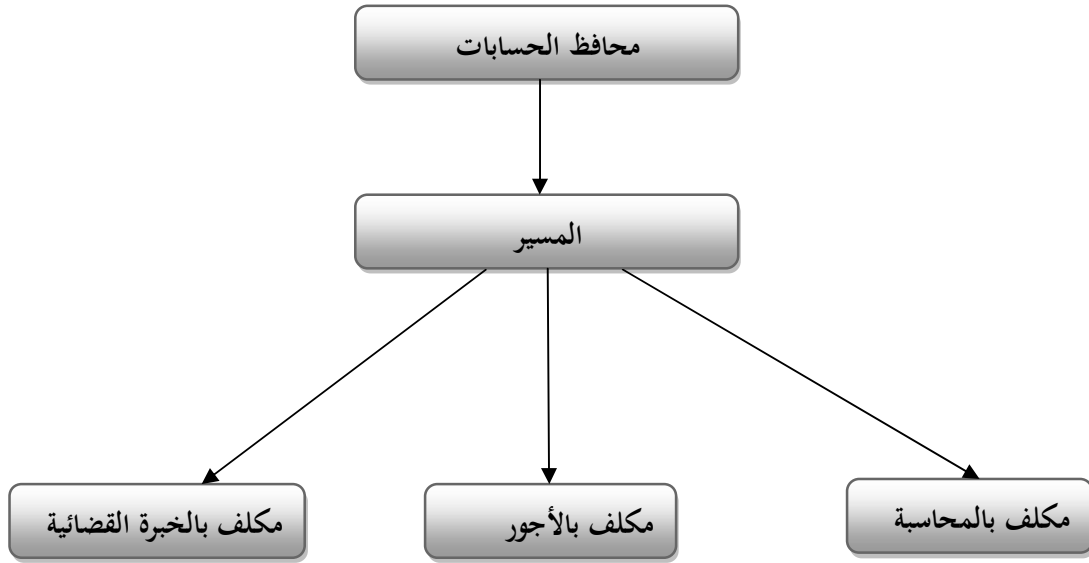 محافظ الحسابات
المسير
مكلف بالمحاسبة
مكلف بالأجور
مكلف بالخبرة القضائية